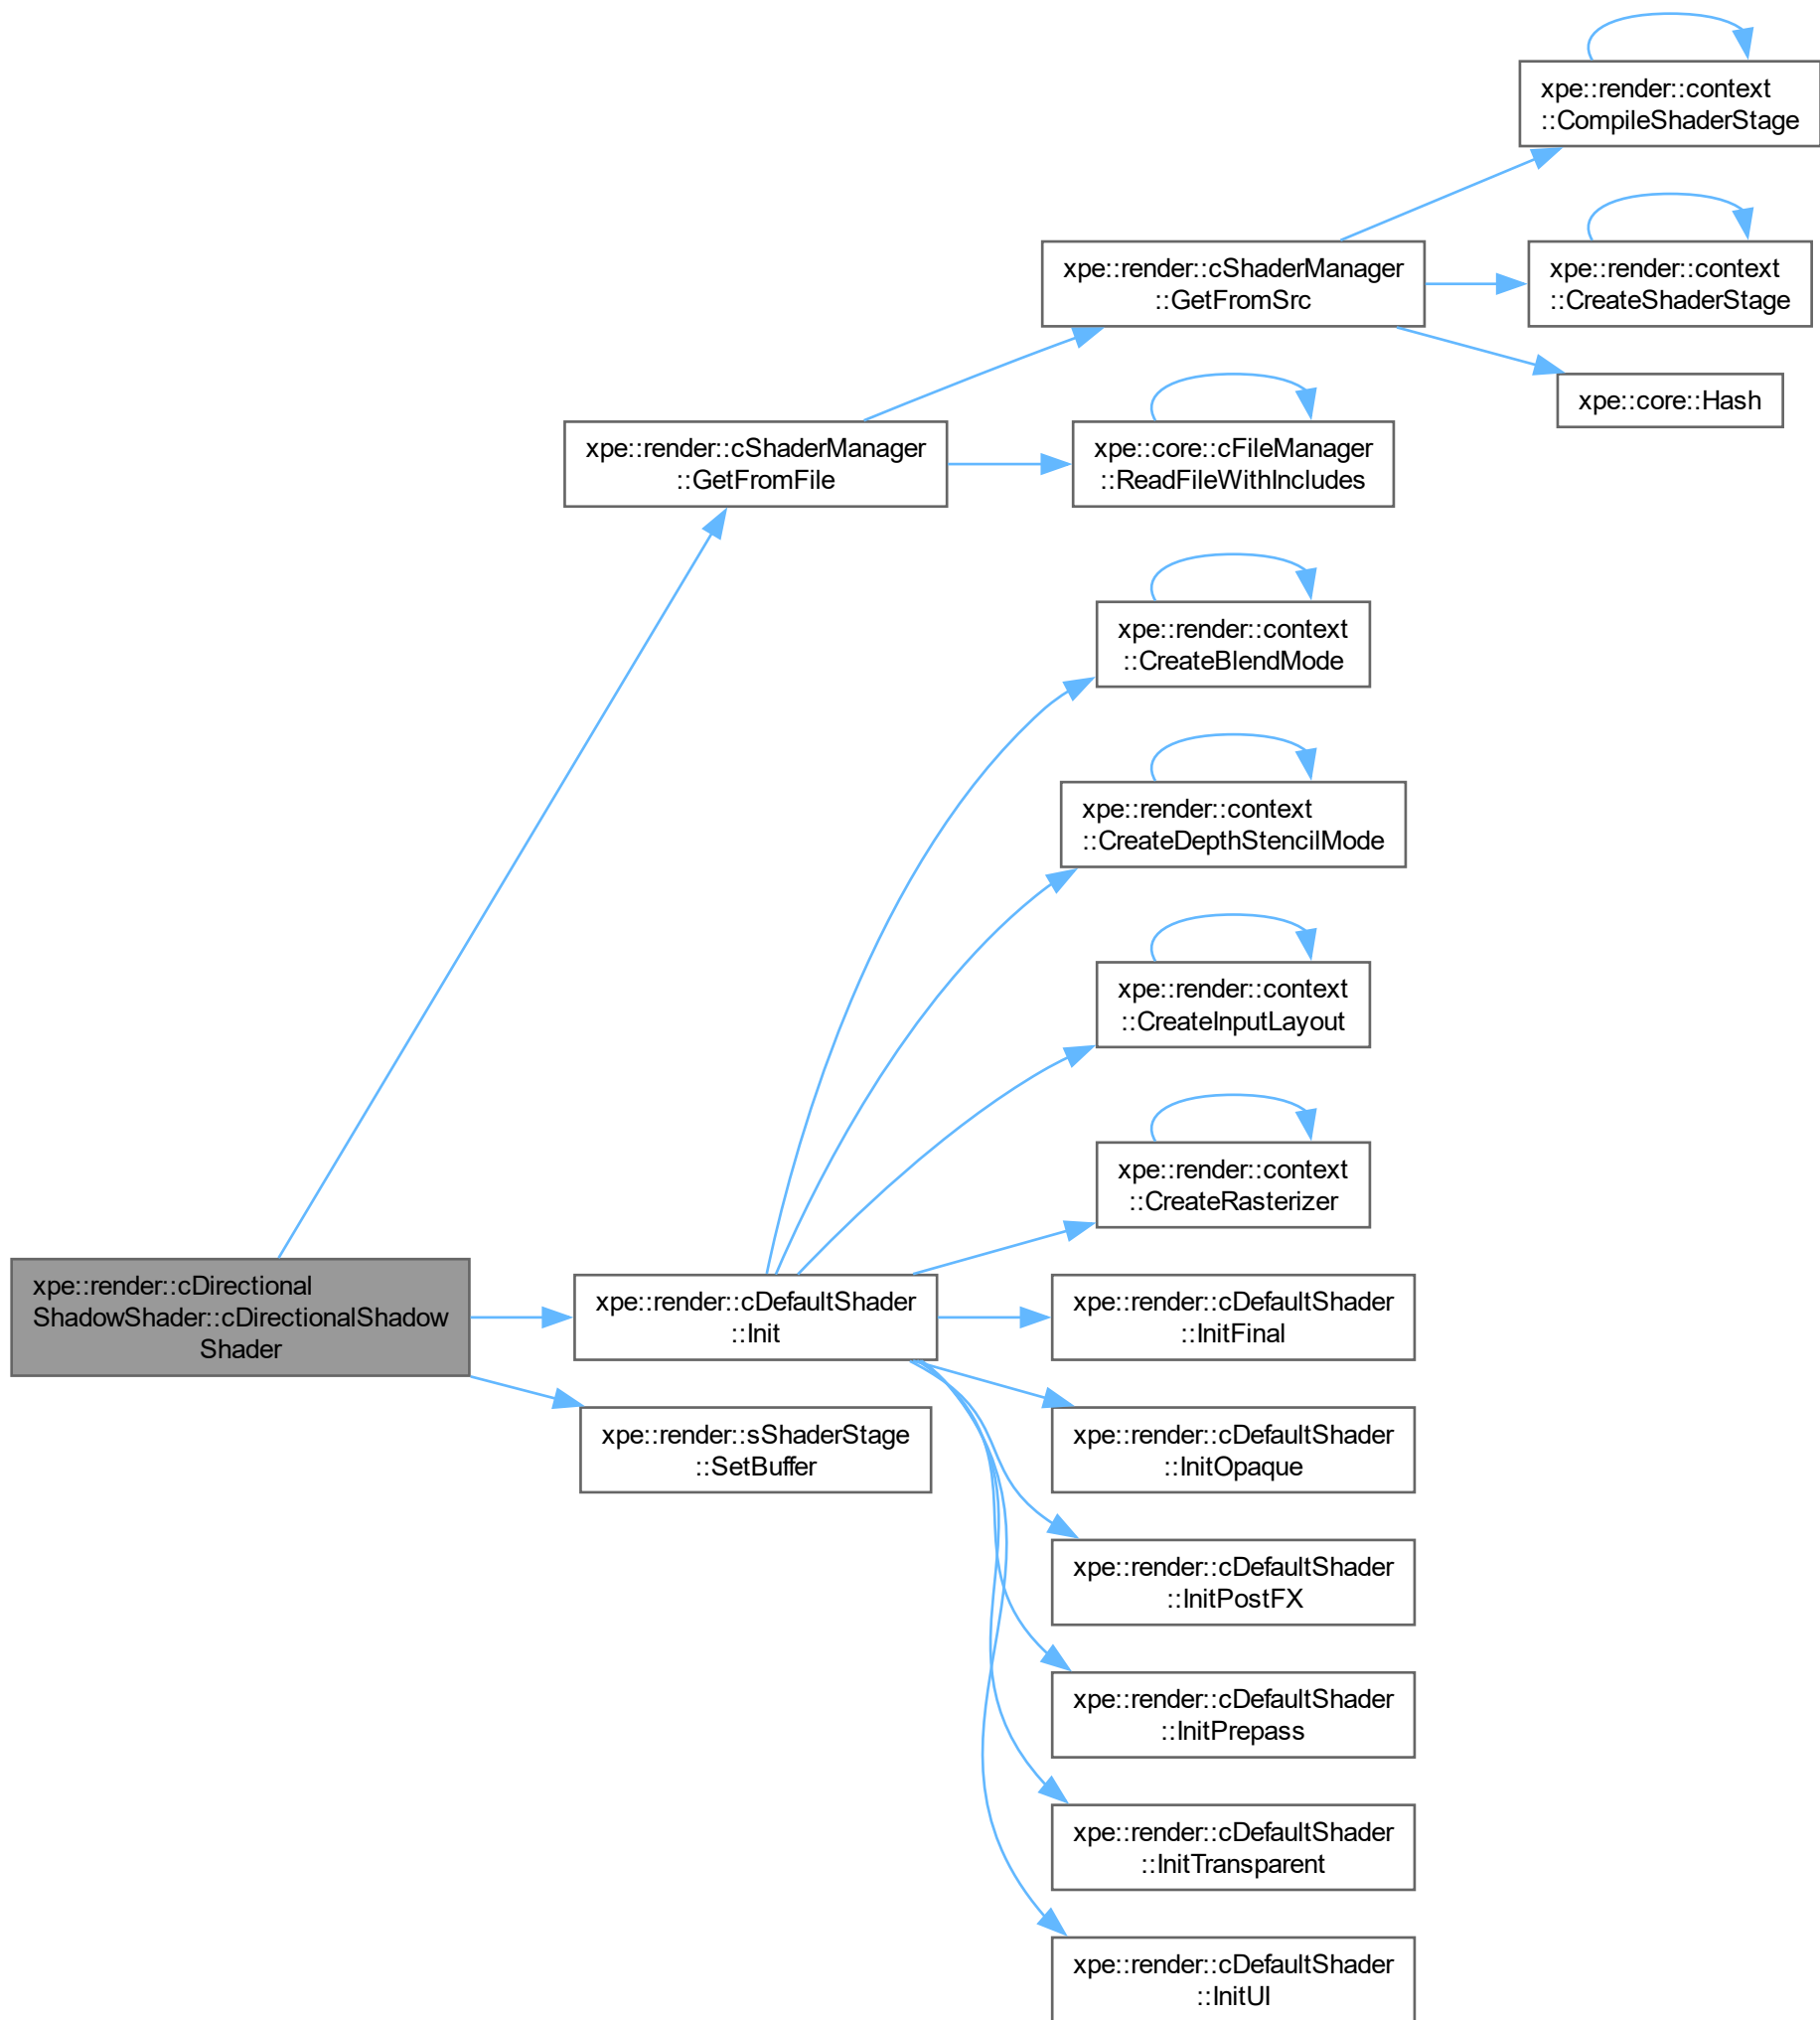 xpe::render::context
::CompileShaderStage
xpe::render::cShaderManager
::GetFromSrc
xpe::render::context
::CreateShaderStage
xpe::core::Hash
xpe::render::cShaderManager
::GetFromFile
xpe::core::cFileManager
::ReadFileWithIncludes
xpe::render::context
::CreateBlendMode
xpe::render::context
::CreateDepthStencilMode
xpe::render::context
::CreateInputLayout
xpe::render::context
::CreateRasterizer
xpe::render::cDirectional
ShadowShader::cDirectionalShadow
Shader
xpe::render::cDefaultShader
::Init
xpe::render::cDefaultShader
::InitFinal
xpe::render::sShaderStage
::SetBuffer
xpe::render::cDefaultShader
::InitOpaque
xpe::render::cDefaultShader
::InitPostFX
xpe::render::cDefaultShader
::InitPrepass
xpe::render::cDefaultShader
::InitTransparent
xpe::render::cDefaultShader
::InitUI